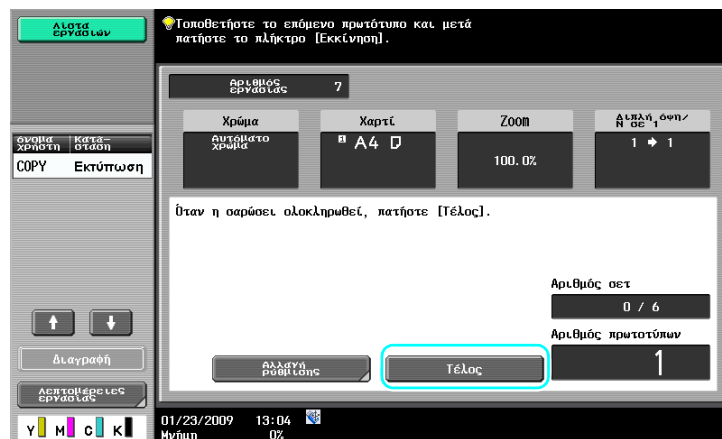 Λίστα
εργασιών
Τοποθετήστε το επόμενο πρωτότυπο και μετά
πατήστε το πλήκτρο [Εκκίνηση].
Αριθμός
εργασίας
7
Χρώμα
Χαρτί
Zoom
Διπλή όψη/
N σε 1
Αυτόματο
χρώμα
1 A4
100.0%
1 → 1
όνομα
χρήστη
Κατά-
σταση
COPY
Εκτύπωση
Όταν η σαρώσει ολοκληρωθεί, πατήστε [Τέλος].
Αριθμός σετ
0 / 6
Αριθμός πρωτοτύπων
1
Αλλαγή
ρύθμισης
Τέλος
Διαγραφή
Λεπτομέρειες
εργασίας
Y M C K
01/23/2009 13:04
Μνήμη 0%